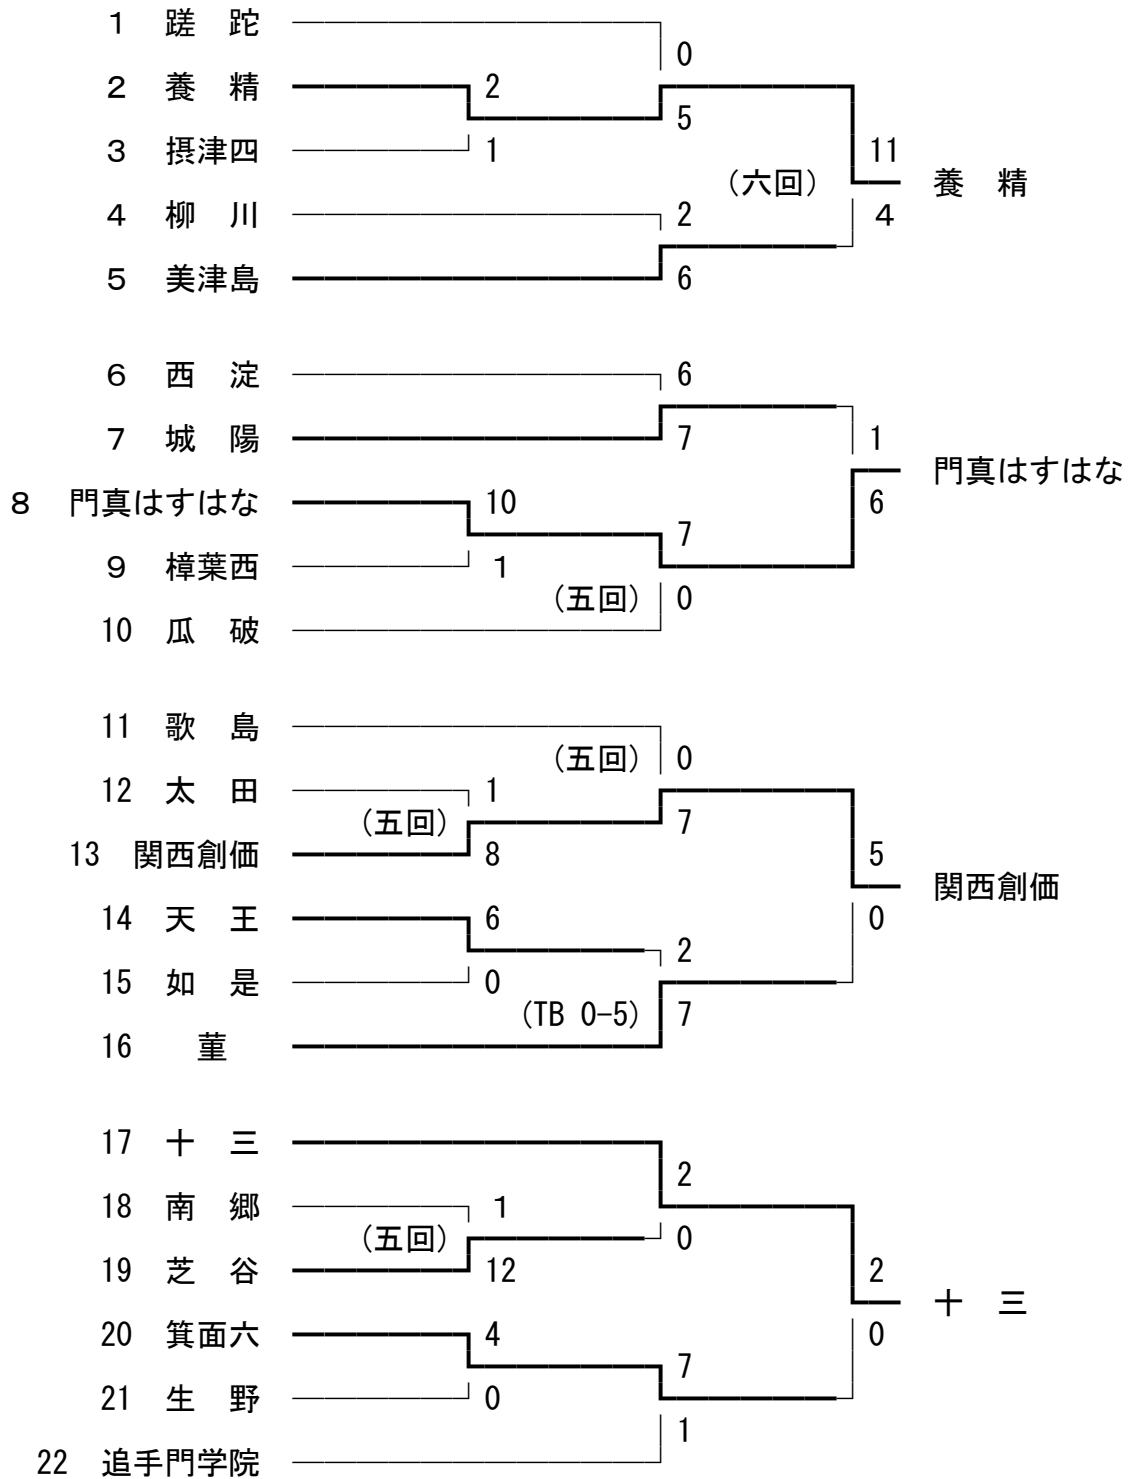 1 蹉 跎
0
2 養 精 2
5
3 摂津四 1 11
(六回) 養 精
4 柳 川 2 4
5 美津島 6
6 西 淀 6
7 城 陽 7 1
門真はすはな
8 門真はすはな 10 6
7
9 樟葉西 1
(五回) 0
10 瓜 破
11 歌 島
(五回) 0
12 太 田 1
(五回) 7
13 関西創価 8 5
関西創価
14 天 王 6 0
2
15 如 是 0
(TB 0-5) 7
16 菫
17 十 三
2
18 南 郷 1
(五回) 0
19 芝 谷 12 2
十 三
20 箕面六 4 0
7
21 生 野 0
1
22 追手門学院